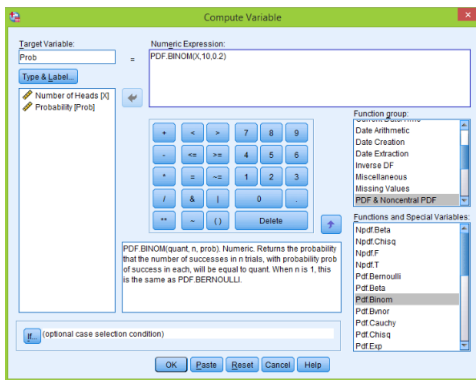 Compute Variable
Target Variable:
Prob
=
Numeric Expression:
PDF.BINOM(X,10,0.2)
Type & Label...
Number of Heads [X]
Probability [Prob]
+ < > 7 8 9
- <= >= 4 5 6
* = ~= 1 2 3
/ & | 0 .
** ~ () Delete
Function group:
Date Arithmetic
Date Creation
Date Extraction
Inverse DF
Miscellaneous
Missing Values
PDF & Noncentral PDF
Functions and Special Variables:
Npdf.Beta
Npdf.Chisq
Npdf.F
Npdf.T
Pdf.Bernoulli
Pdf.Beta
Pdf.Binom
Pdf.Bvnor
Pdf.Cauchy
Pdf.Chisq
Pdf.Exp
PDF.BINOM(quant, n, prob). Numeric. Returns the probability
that the number of successes in n trials, with probability prob
of success in each, will be equal to quant. When n is 1, this
is the same as PDF.BERNOULLI.
If... (optional case selection condition)
OK Paste Reset Cancel Help